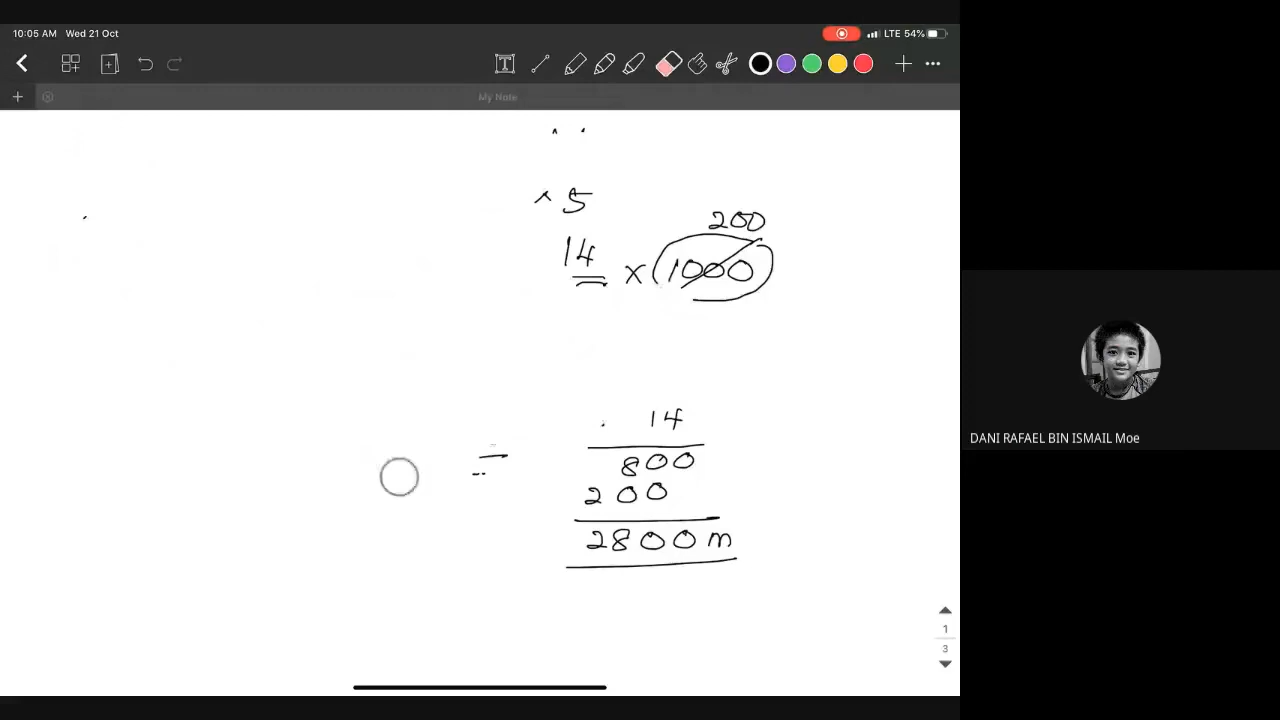 10:05 AM Wed 21 Oct
LTE 54%
My Note
× 5
200
14 × 1000
14
800
200
2800 m
1
3
DANI RAFAEL BIN ISMAIL Moe